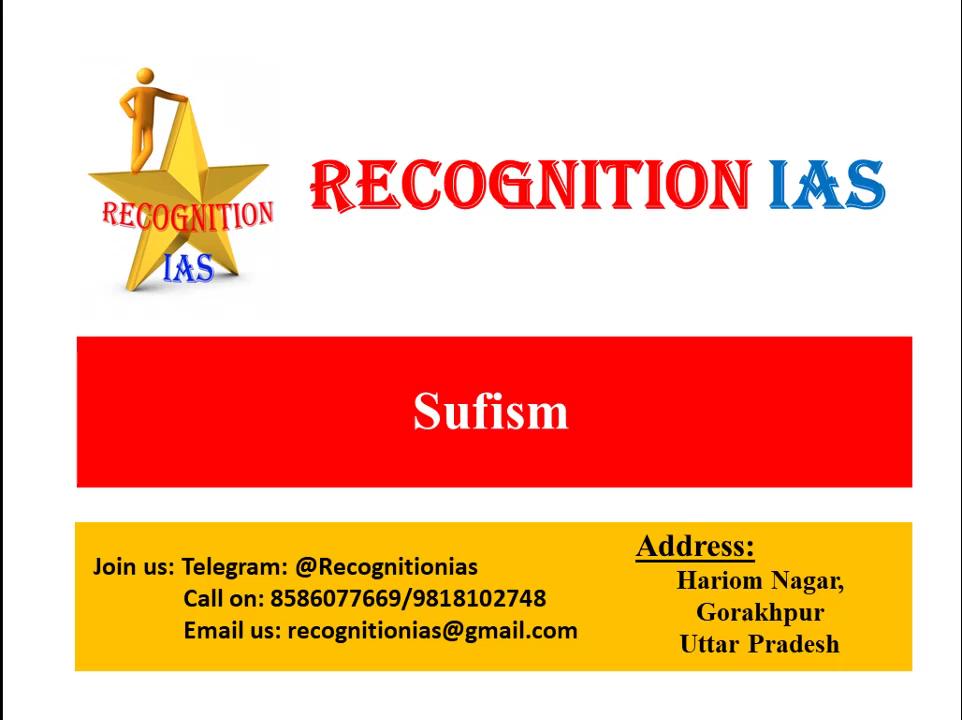 RECOGNITION
IAS
RECOGNITION IAS
Sufism
Join us: Telegram: @Recognitionias
Call on: 8586077669/9818102748
Email us: recognitionias@gmail.com
Address:
Hariom Nagar,
Gorakhpur
Uttar Pradesh